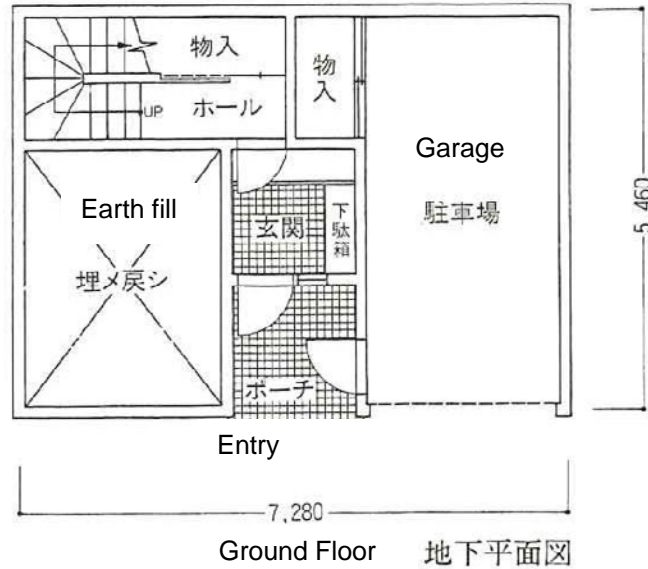 物入
物入
UP
ホール
Garage
駐車場
Earth fill
埋メ戻シ
玄関
下駄箱
ポーチ
Entry
5,460
7,280
Ground Floor 地下平面図